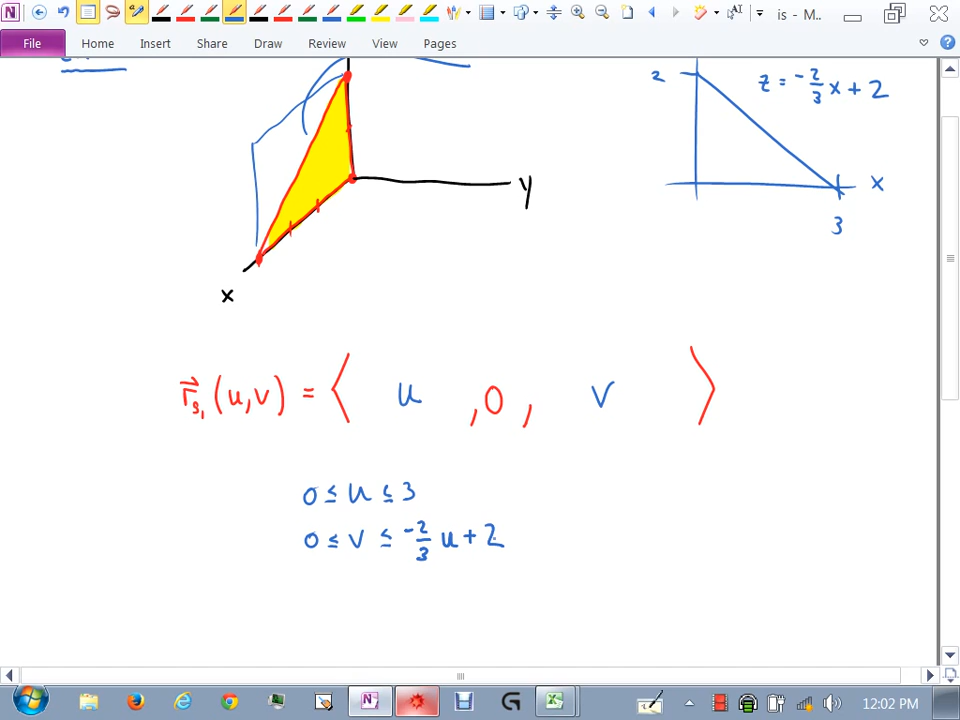 is - M..
File
Home
Insert
Share
Draw
Review
View
Pages
2
z = -2/3 x + 2
y
x
3
x
r⃗s₁(u,v) = ⟨ u , 0 , v ⟩
0 ≤ u ≤ 3
0 ≤ v ≤ -2/3 u + 2
12:02 PM